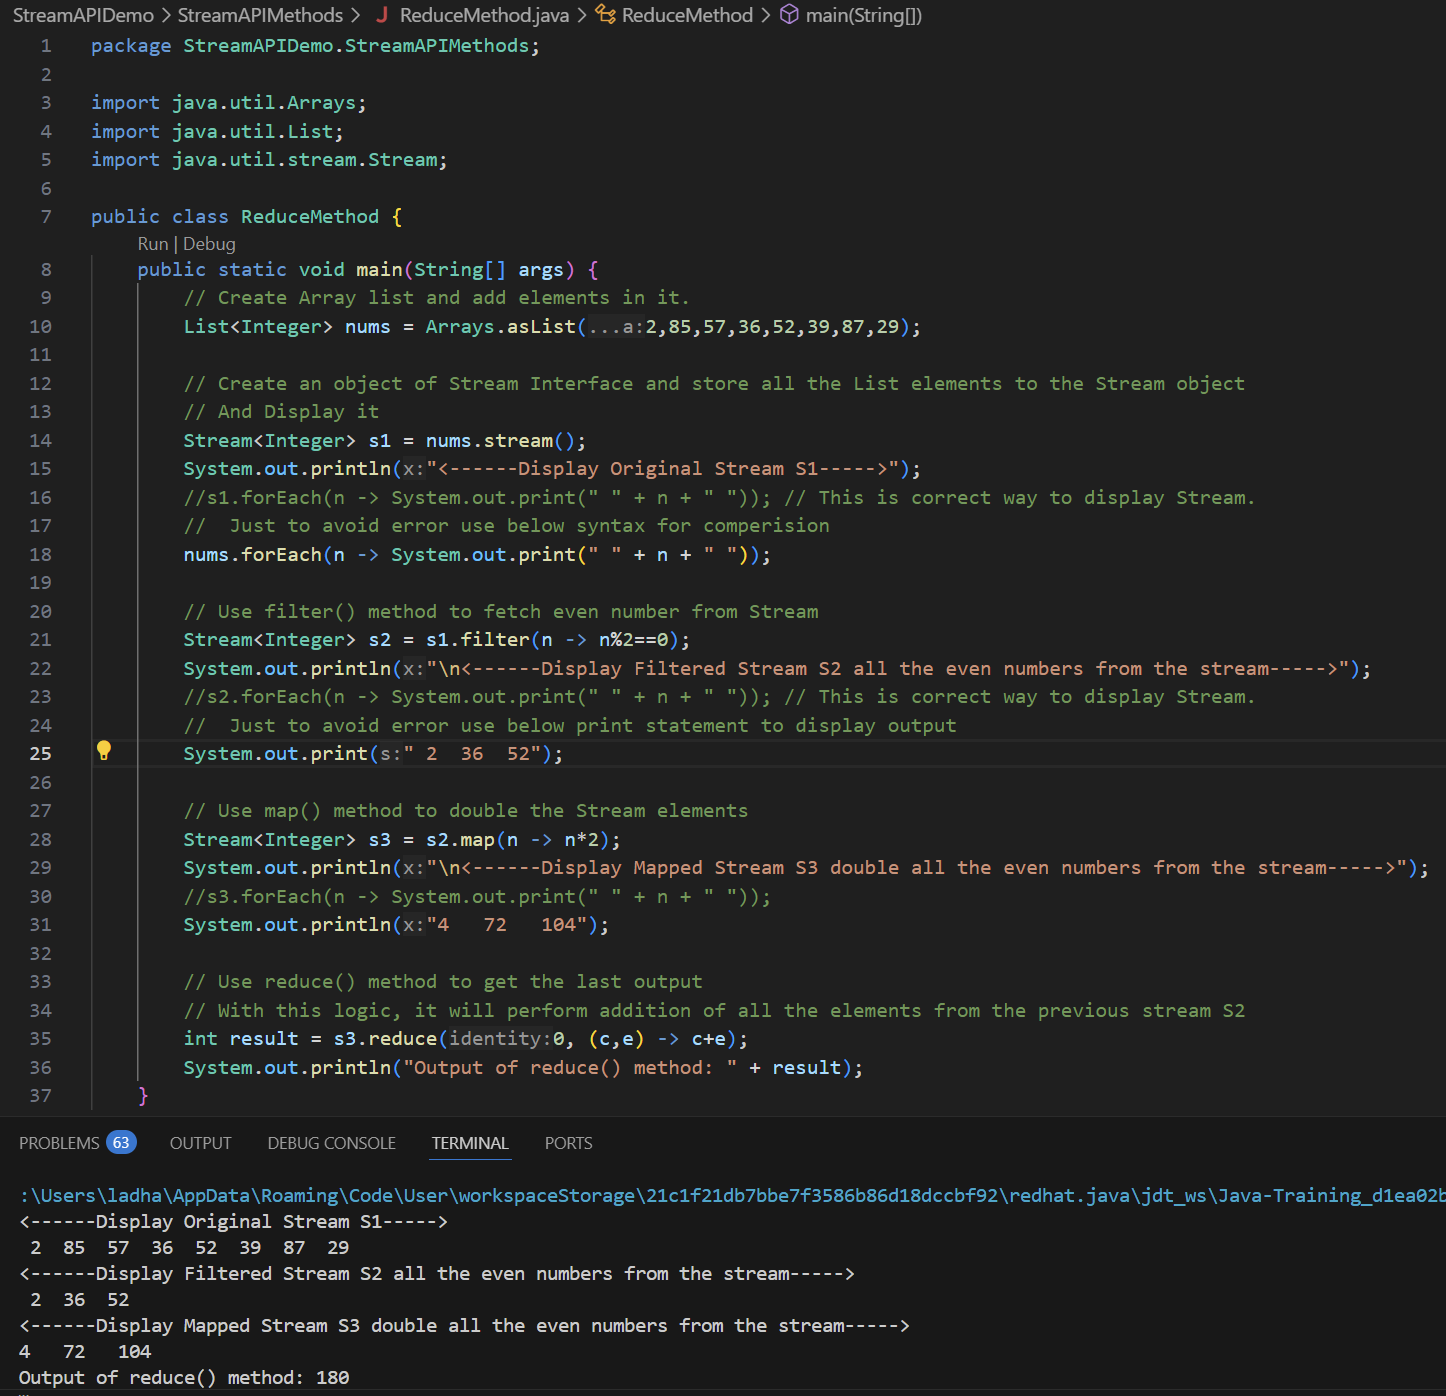 StreamAPIDemo > StreamAPIMethods > J ReduceMethod.java > ReduceMethod > main(String[])
1 package StreamAPIDemo.StreamAPIMethods;
2
3 import java.util.Arrays;
4 import java.util.List;
5 import java.util.stream.Stream;
6
7 public class ReduceMethod {
Run | Debug
8 public static void main(String[] args) {
9 // Create Array list and add elements in it.
10 List<Integer> nums = Arrays.asList(...a:2,85,57,36,52,39,87,29);
11
12 // Create an object of Stream Interface and store all the List elements to the Stream object
13 // And Display it
14 Stream<Integer> s1 = nums.stream();
15 System.out.println(x:"<------Display Original Stream S1----->");
16 //s1.forEach(n -> System.out.print(" " + n + " ")); // This is correct way to display Stream.
17 //  Just to avoid error use below syntax for comperision
18 nums.forEach(n -> System.out.print(" " + n + " "));
19
20 // Use filter() method to fetch even number from Stream
21 Stream<Integer> s2 = s1.filter(n -> n%2==0);
22 System.out.println(x:"\n<------Display Filtered Stream S2 all the even numbers from the stream----->");
23 //s2.forEach(n -> System.out.print(" " + n + " ")); // This is correct way to display Stream.
24 //  Just to avoid error use below print statement to display output
25 System.out.print(s:" 2  36  52");
26
27 // Use map() method to double the Stream elements
28 Stream<Integer> s3 = s2.map(n -> n*2);
29 System.out.println(x:"\n<------Display Mapped Stream S3 double all the even numbers from the stream----->");
30 //s3.forEach(n -> System.out.print(" " + n + " "));
31 System.out.println(x:"4   72   104");
32
33 // Use reduce() method to get the last output
34 // With this logic, it will perform addition of all the elements from the previous stream S2
35 int result = s3.reduce(identity:0, (c,e) -> c+e);
36 System.out.println("Output of reduce() method: " + result);
37 }
PROBLEMS 63 OUTPUT DEBUG CONSOLE TERMINAL PORTS
:\Users\ladha\AppData\Roaming\Code\User\workspaceStorage\21c1f21db7bbe7f3586b86d18dccbf92\redhat.java\jdt_ws\Java-Training_d1ea02b
<------Display Original Stream S1----->
 2  85  57  36  52  39  87  29
<------Display Filtered Stream S2 all the even numbers from the stream----->
 2  36  52
<------Display Mapped Stream S3 double all the even numbers from the stream----->
4   72   104
Output of reduce() method: 180